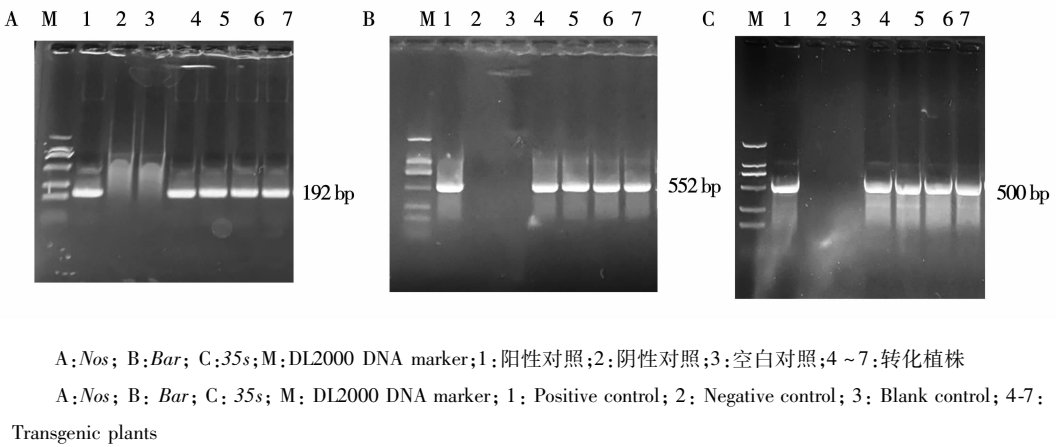 A M 1 2 3 4 5 6 7 B M 1 2 3 4 5 6 7 C M 1 2 3 4 5 6 7
192 bp 552 bp 500 bp
A:Nos; B:Bar; C:35s;M:DL2000 DNA marker;1:阳性对照;2:阴性对照;3:空白对照;4 ~ 7:转化植株
A:Nos; B: Bar; C: 35s; M: DL2000 DNA marker; 1: Positive control; 2: Negative control; 3: Blank control; 4-7:
Transgenic plants